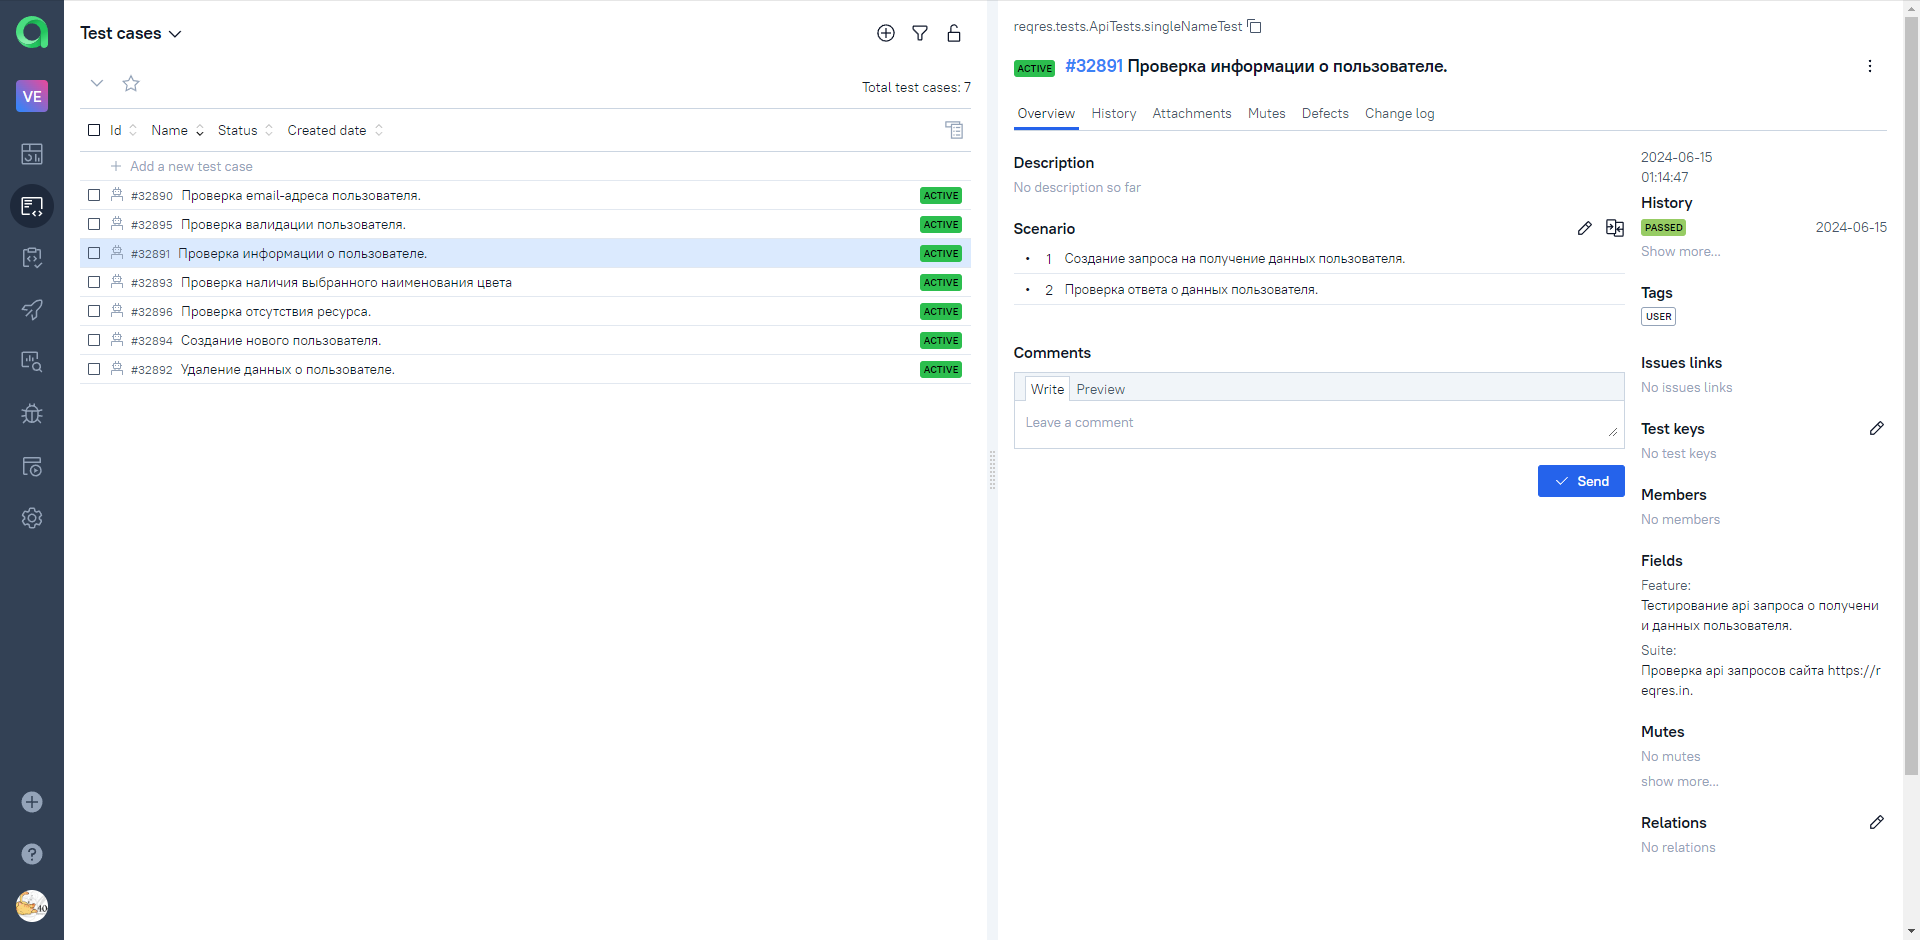 VE
Test cases
Total test cases: 7
Id Name Status Created date
Add a new test case
#32890 Проверка email-адреса пользователя. ACTIVE
#32895 Проверка валидации пользователя. ACTIVE
#32891 Проверка информации о пользователе. ACTIVE
#32893 Проверка наличия выбранного наименования цвета ACTIVE
#32896 Проверка отсутствия ресурса. ACTIVE
#32894 Создание нового пользователя. ACTIVE
#32892 Удаление данных о пользователе. ACTIVE
reqres.tests.ApiTests.singleNameTest
ACTIVE #32891 Проверка информации о пользователе.
Overview History Attachments Mutes Defects Change log
Description
No description so far
Scenario
• 1 Создание запроса на получение данных пользователя.
• 2 Проверка ответа о данных пользователя.
Comments
Write Preview
Leave a comment
Send
2024-06-15
01:14:47
History
PASSED 2024-06-15
Show more...
Tags
USER
Issues links
No issues links
Test keys
No test keys
Members
No members
Fields
Feature:
Тестирование api запроса о получени
и данных пользователя.
Suite:
Проверка api запросов сайта https://r
eqres.in.
Mutes
No mutes
show more...
Relations
No relations